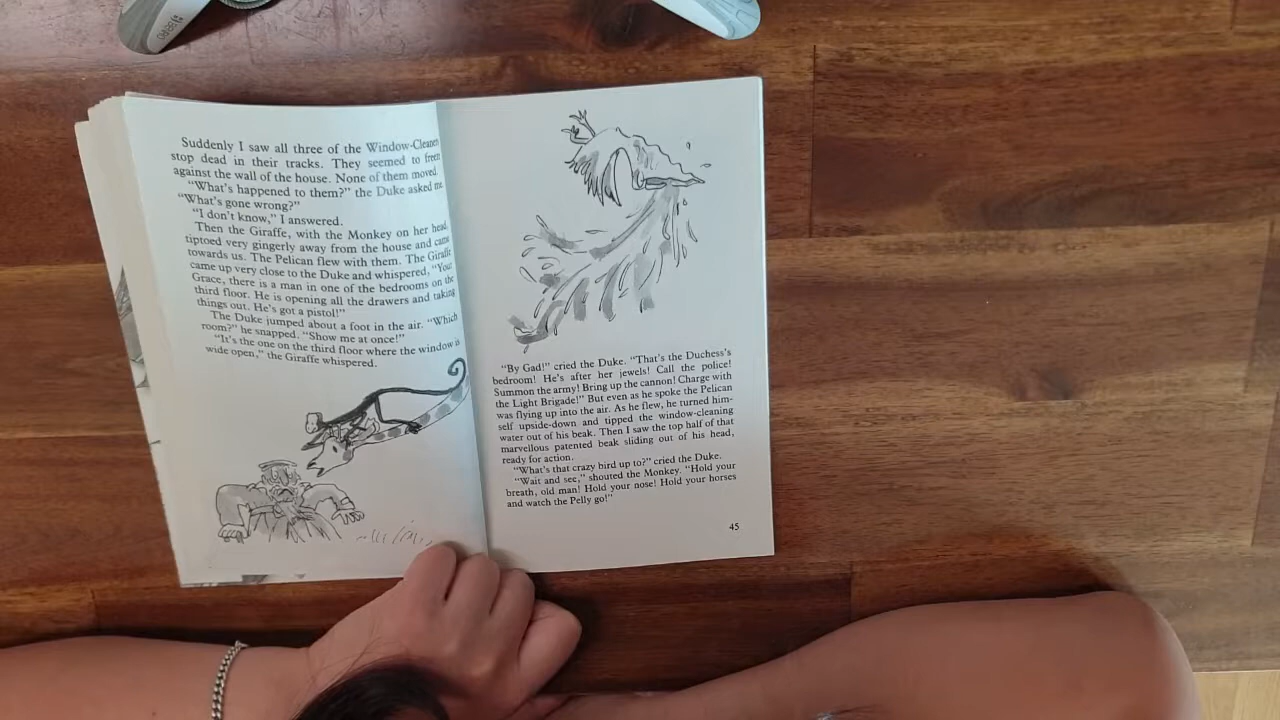 Suddenly I saw all three of the Window-Cleaners
stop dead in their tracks. They seemed to freeze
against the wall of the house. None of them moved.
"What's happened to them?" the Duke asked me.
"What's gone wrong?"
"I don't know," I answered.
Then the Giraffe, with the Monkey on her head,
tiptoed very gingerly away from the house and came
towards us. The Pelican flew with them. The Giraffe
came up very close to the Duke and whispered, "Your
Grace, there is a man in one of the bedrooms on the
third floor. He is opening all the drawers and taking
things out. He's got a pistol!"
The Duke jumped about a foot in the air. "Which
room?" he snapped. "Show me at once!"
"It's the one on the third floor where the window is
wide open," the Giraffe whispered.
"By Gad!" cried the Duke. "That's the Duchess's
bedroom! He's after her jewels! Call the police!
Summon the army! Bring up the cannon! Charge with
the Light Brigade!" But even as he spoke the Pelican
was flying up into the air. As he flew, he turned him-
self upside-down and tipped the window-cleaning
water out of his beak. Then I saw the top half of that
marvellous patented beak sliding out of his head,
ready for action.
"What's that crazy bird up to?" cried the Duke.
"Wait and see," shouted the Monkey. "Hold your
breath, old man! Hold your nose! Hold your horses
and watch the Pelly go!"
45